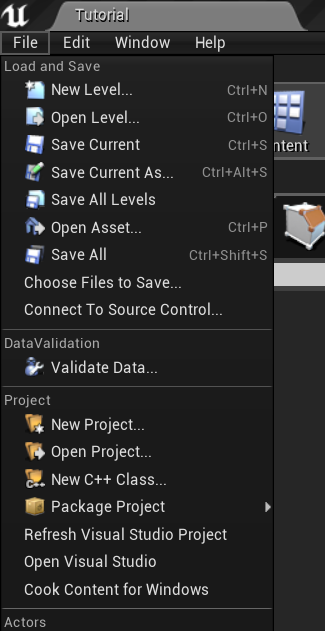 Tutorial
File Edit Window Help
Load and Save
New Level... Ctrl+N
Open Level... Ctrl+O
Save Current Ctrl+S
ntent
Save Current As... Ctrl+Alt+S
Save All Levels
Open Asset... Ctrl+P
Save All Ctrl+Shift+S
Choose Files to Save...
Connect To Source Control...
DataValidation
Validate Data...
Project
New Project...
Open Project...
New C++ Class...
Package Project
Refresh Visual Studio Project
Open Visual Studio
Cook Content for Windows
Actors